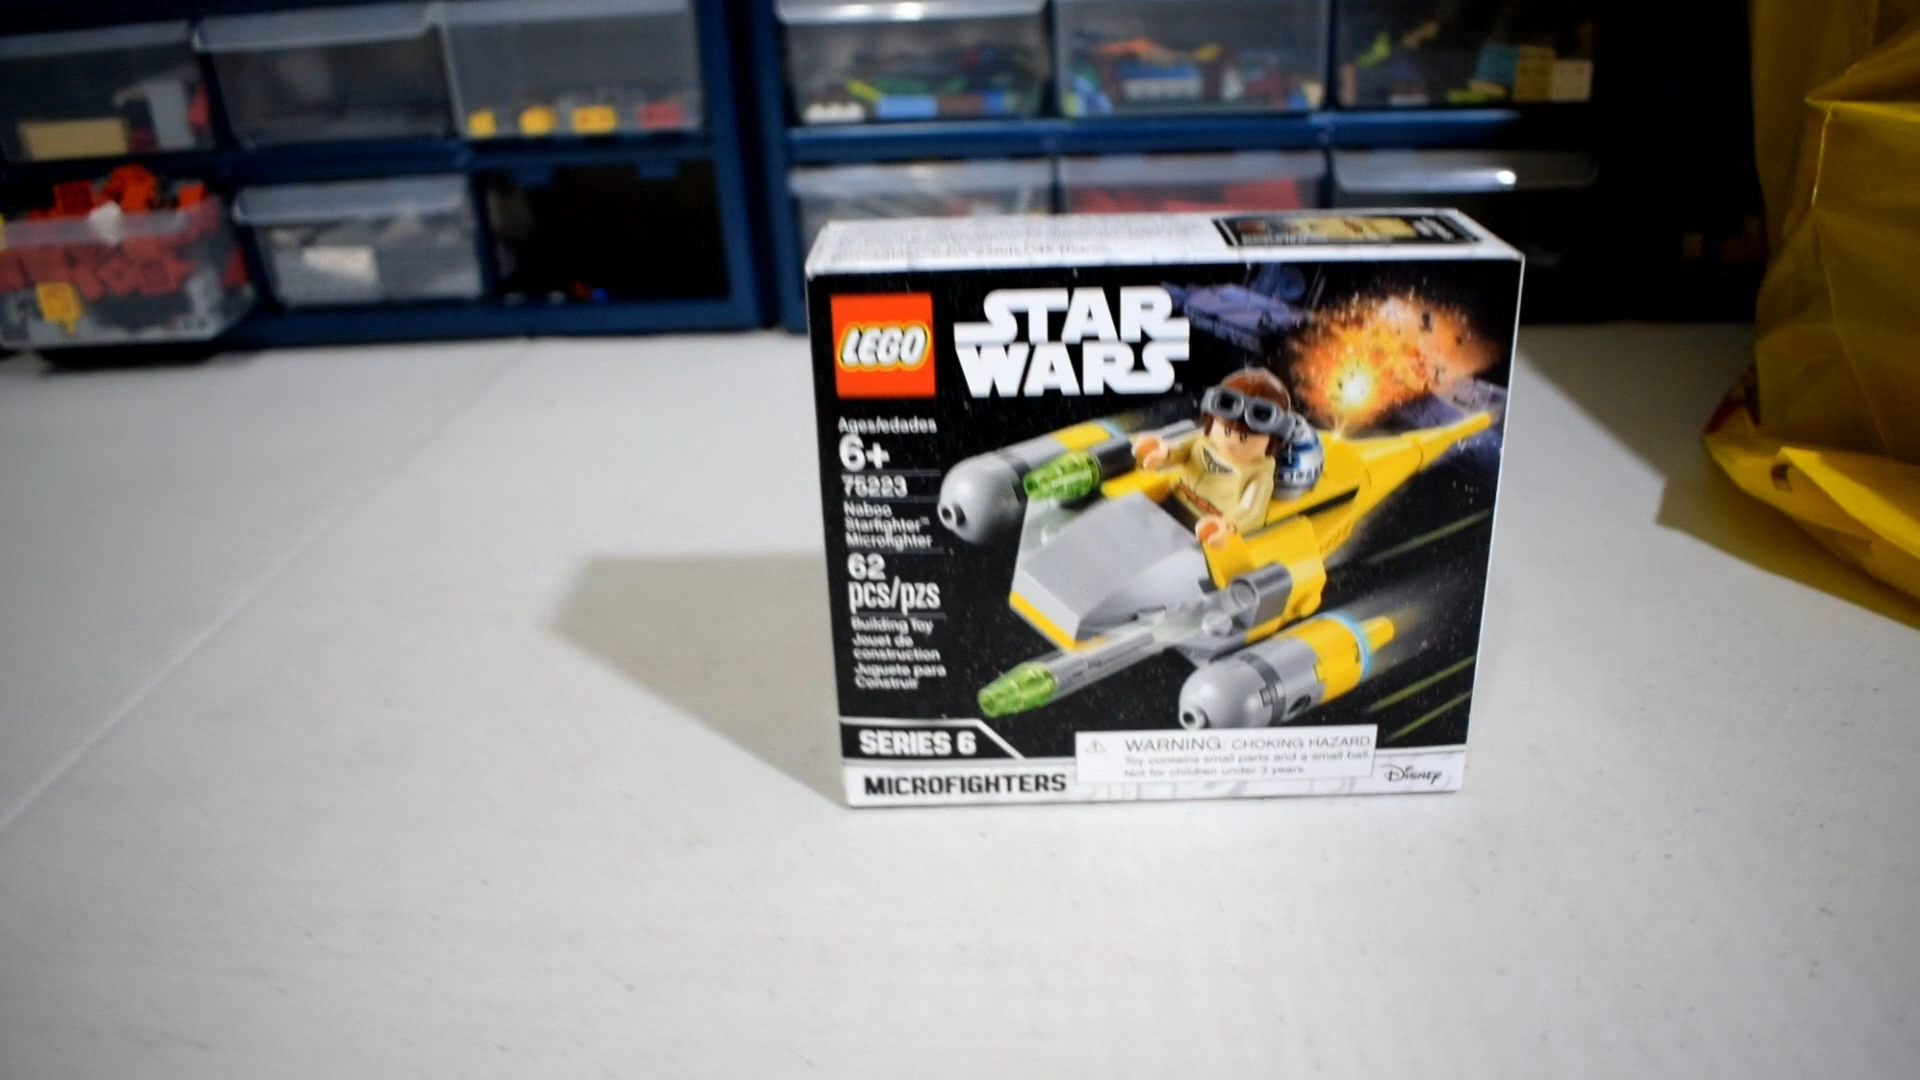 LEGO
STAR
WARS
Ages/edades
6+
75223
Naboo
Starfighter™
Microfighter
62
pcs/pzs
Building Toy
Jouet de
construction
Juguete para
Construir
SERIES 6
MICROFIGHTERS
WARNING: CHOKING HAZARD.
Toy contains small parts and a small ball.
Not for children under 3 years.
Disney